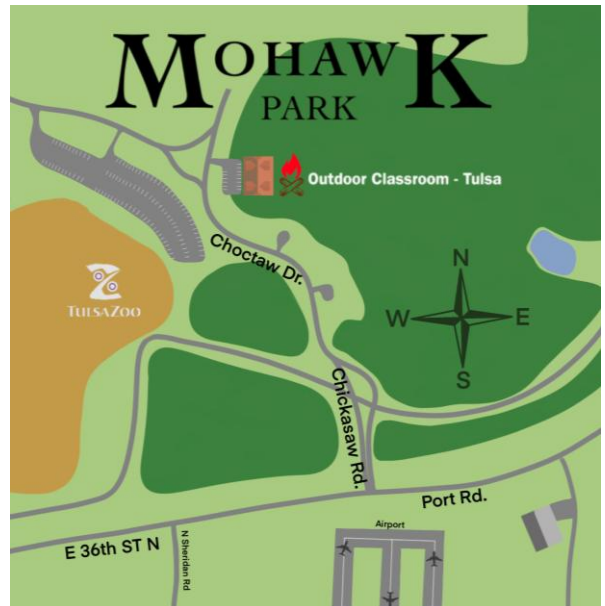 MOHAWK
PARK
Outdoor Classroom - Tulsa
Choctaw Dr.
TULSAZOO
N
W
E
S
Chickasaw Rd.
Port Rd.
Airport
E 36th ST N
N Sheridan Rd